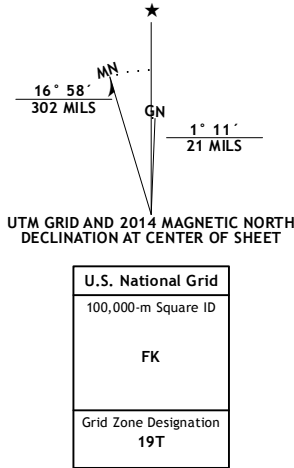 ★
MN
GN
16° 58´
302 MILS
1° 11´
21 MILS
UTM GRID AND 2014 MAGNETIC NORTH
DECLINATION AT CENTER OF SHEET
U.S. National Grid
100,000-m Square ID
FK
Grid Zone Designation
19T